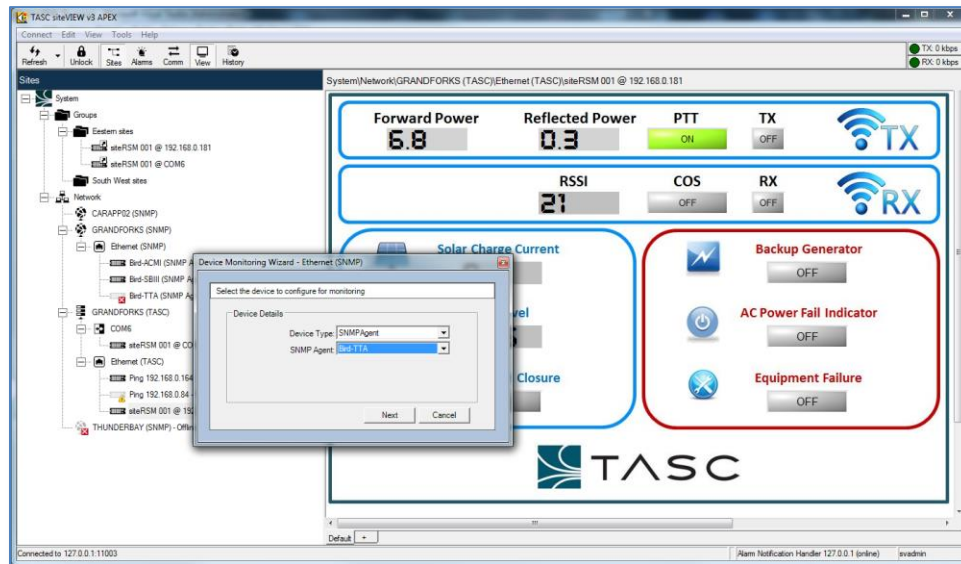 TASC siteVIEW v3 APEX
Connect Edit View Tools Help
Refresh Unlock Sites Alarms Comm View History
TX: 0 kbps
RX: 0 kbps
Sites
System\Network\GRANDFORKS (TASC)\Ethernet (TASC)\siteRSM 001 @ 192.168.0.181
System
Groups
Eestern sites
siteRSM 001 @ 192.168.0.181
siteRSM 001 @ COM6
South West sites
Network
CARAPP02 (SNMP)
GRANDFORKS (SNMP)
Ethernet (SNMP)
Bird-ACMI (SNMP A
Bird-SBIII (SNMP Ag
Bird-TTA (SNMP Ag
GRANDFORKS (TASC)
COM6
siteRSM 001 @ CO
Ethernet (TASC)
Ping 192.168.0.164
Ping 192.168.0.84 -
siteRSM 001 @ 192
THUNDERBAY (SNMP) - Offlin
Forward Power Reflected Power PTT TX
6.8 0.3 ON OFF TX
RSSI COS RX
21 OFF OFF RX
Solar Charge Current
Closure
Backup Generator
OFF
AC Power Fail Indicator
OFF
Equipment Failure
OFF
TASC
Device Monitoring Wizard - Ethernet (SNMP)
Select the device to configure for monitoring
Device Details
Device Type: SNMPAgent
SNMP Agent: Bird-TTA
Next Cancel
Default +
Connected to 127.0.0.1:11003
Alarm Notification Handler 127.0.0.1 (online) svadmin